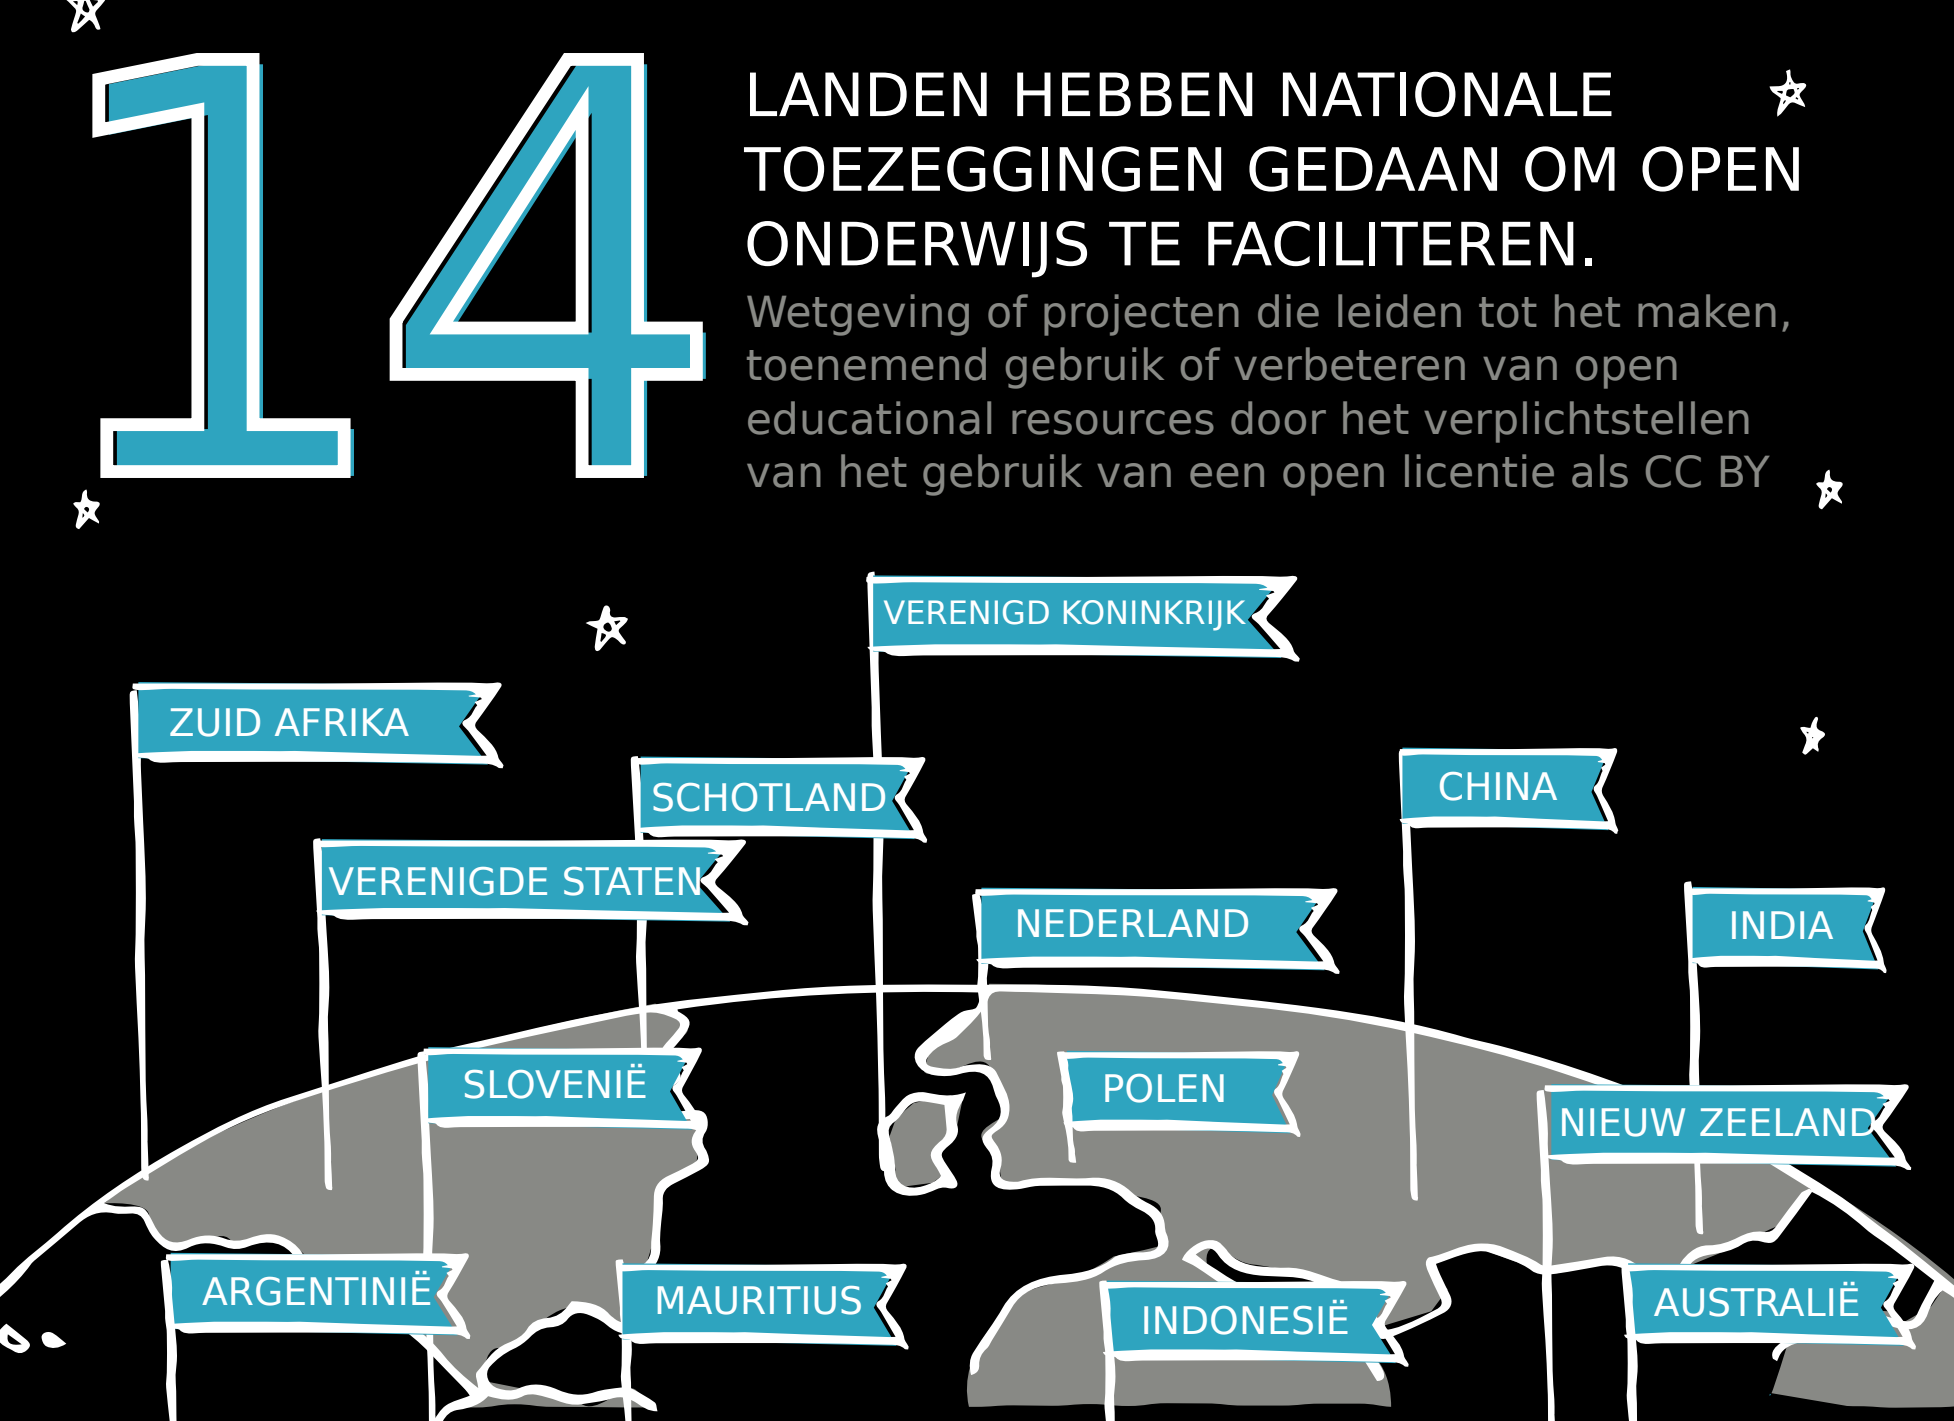 14
LANDEN HEBBEN NATIONALE
TOEZEGGINGEN GEDAAN OM OPEN
ONDERWIJS TE FACILITEREN.
Wetgeving of projecten die leiden tot het maken,
toenemend gebruik of verbeteren van open
educational resources door het verplichtstellen
van het gebruik van een open licentie als CC BY
VERENIGD KONINKRIJK
ZUID AFRIKA
SCHOTLAND
CHINA
VERENIGDE STATEN
NEDERLAND
INDIA
SLOVENIË
POLEN
NIEUW ZEELAND
ARGENTINIË
MAURITIUS
INDONESIË
AUSTRALIË